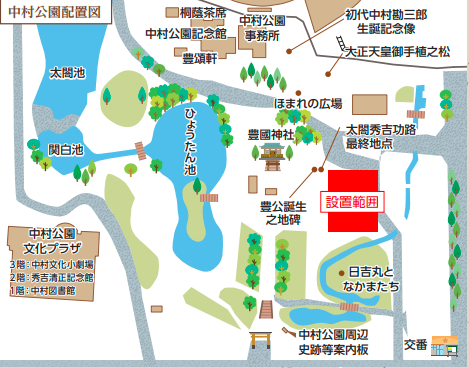 中村公園配置図
桐蔭茶席
中村公園記念館
中村公園
事務所
豊頌軒
初代中村勘三郎
生誕記念像
大正天皇御手植之松
太閤池
ほまれの広場
ひょうたん池
豊國神社
太閤秀吉功路
最終地点
関白池
設置範囲
豊公誕生
之地碑
中村公園
文化プラザ
3階：中村文化小劇場
2階：秀吉清正記念館
1階：中村図書館
日吉丸と
なかまたち
中村公園周辺
史跡等案内板
交番